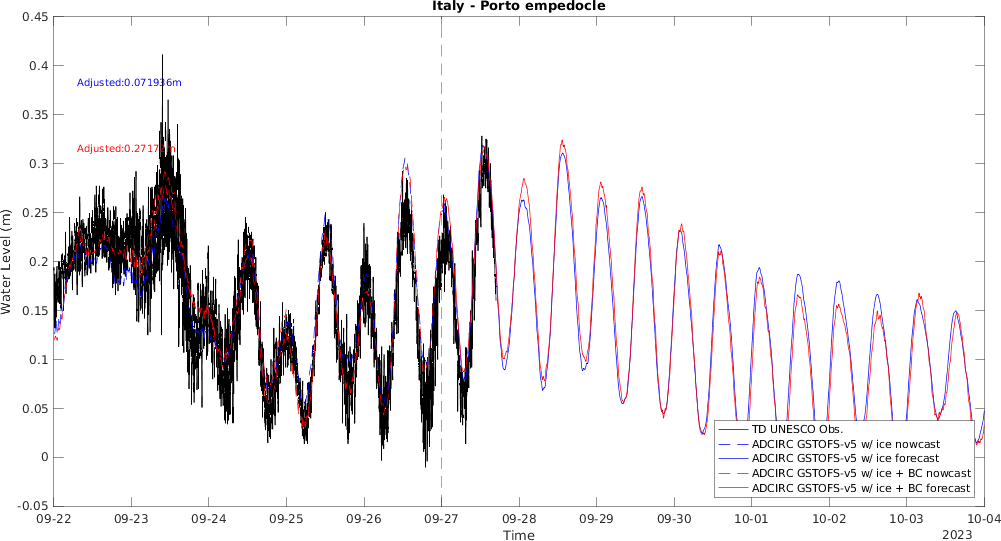 Italy - Porto empedocle
0.45
0.4
0.35
0.3
0.25
0.2
0.15
0.1
0.05
0
-0.05
Water Level (m)
Adjusted:0.071936m
TD UNESCO Obs.
ADCIRC GSTOFS-v5 w/ ice nowcast
ADCIRC GSTOFS-v5 w/ ice forecast
ADCIRC GSTOFS-v5 w/ ice + BC nowcast
ADCIRC GSTOFS-v5 w/ ice + BC forecast
09-22 09-23 09-24 09-25 09-26 09-27 09-28 09-29 09-30 10-01 10-02 10-03 10-04
Time
2023